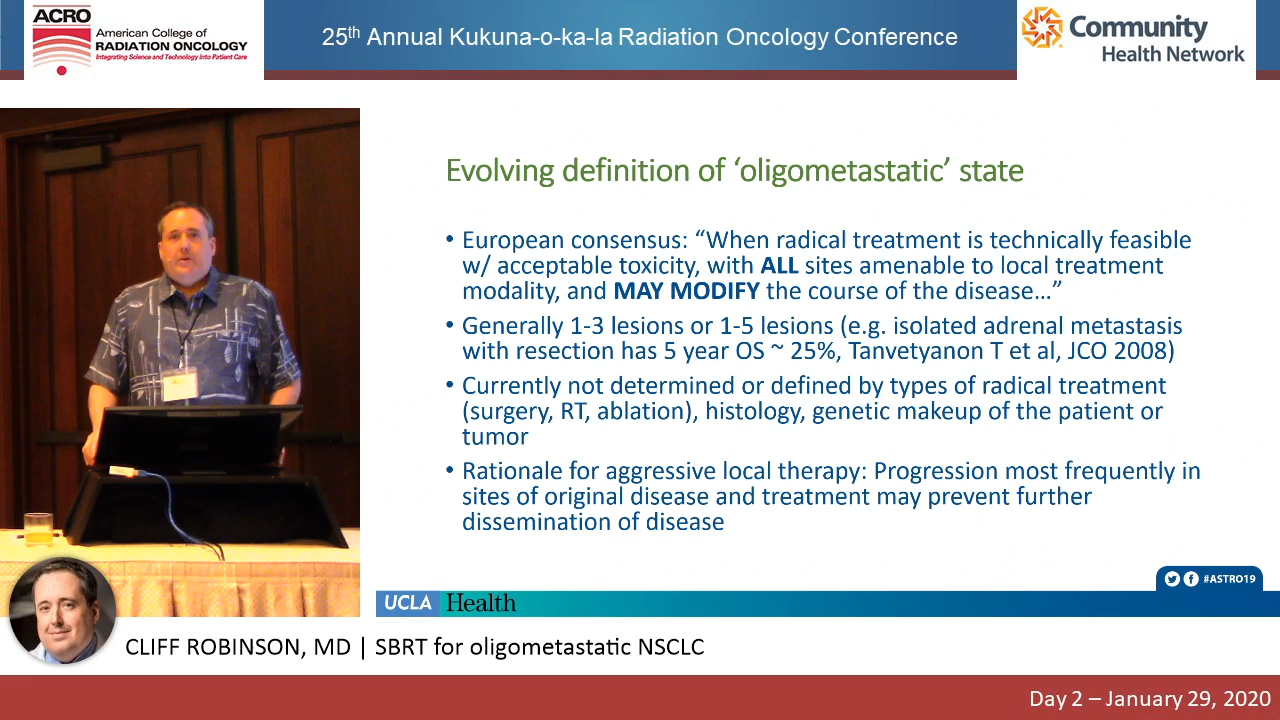 ACRO
American College of
RADIATION ONCOLOGY
Integrating Science and Technology Into Patient Care
25th Annual Kukuna-o-ka-la Radiation Oncology Conference
Community
Health Network
Evolving definition of ‘oligometastatic’ state
• European consensus: “When radical treatment is technically feasible
w/ acceptable toxicity, with ALL sites amenable to local treatment
modality, and MAY MODIFY the course of the disease…”
• Generally 1-3 lesions or 1-5 lesions (e.g. isolated adrenal metastasis
with resection has 5 year OS ~ 25%, Tanvetyanon T et al, JCO 2008)
• Currently not determined or defined by types of radical treatment
(surgery, RT, ablation), histology, genetic makeup of the patient or
tumor
• Rationale for aggressive local therapy: Progression most frequently in
sites of original disease and treatment may prevent further
dissemination of disease
#ASTRO19
UCLA Health
CLIFF ROBINSON, MD | SBRT for oligometastatic NSCLC
Day 2 – January 29, 2020